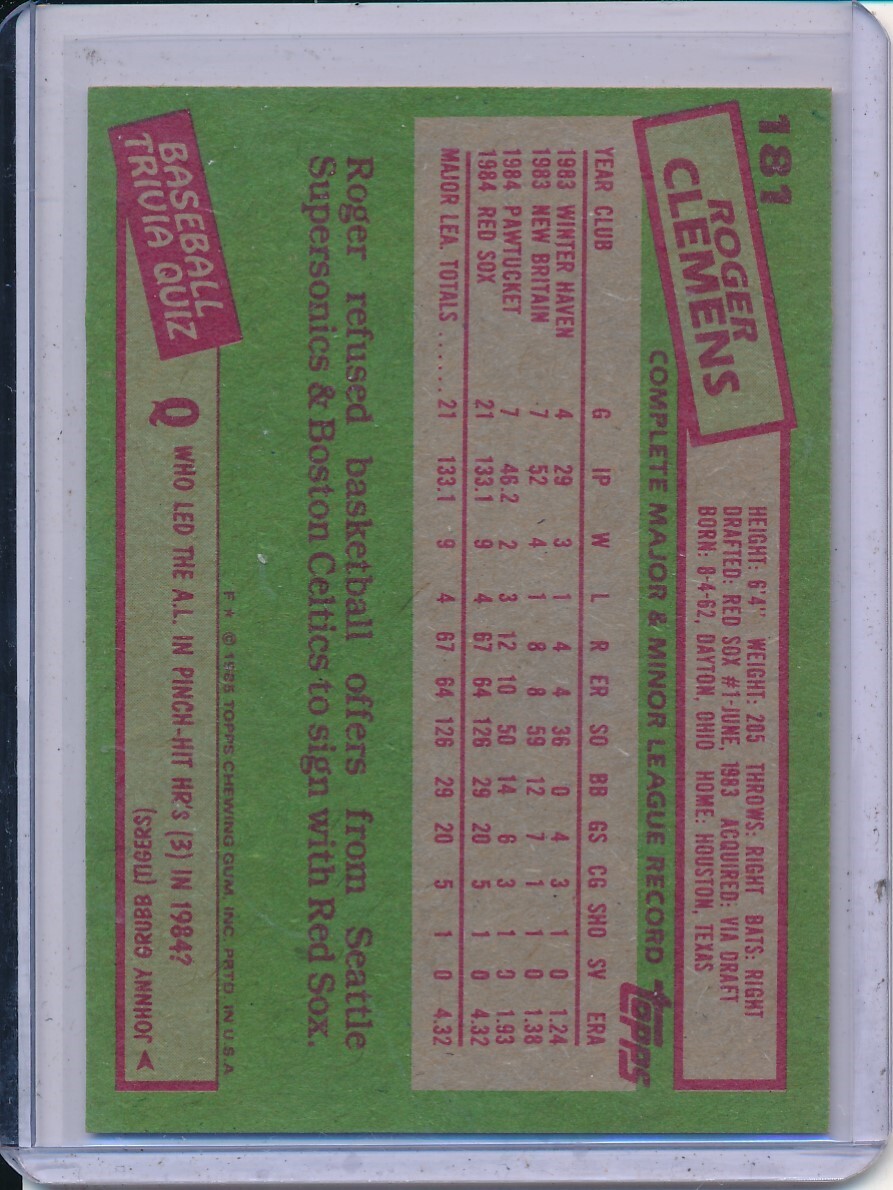 181
ROGER
CLEMENS
HEIGHT: 6'4" WEIGHT: 205 THROWS: RIGHT BATS: RIGHT
DRAFTED: RED SOX #1-JUNE, 1983 ACQUIRED: VIA DRAFT
BORN: 8-4-62, DAYTON, OHIO HOME: HOUSTON, TEXAS
COMPLETE MAJOR & MINOR LEAGUE RECORD
topps
YEAR CLUB G IP W L R ER SO BB GS CG SHO SV ERA
1983 WINTER HAVEN 4 29 3 1 4 4 36 0 4 3 1 0 1.24
1983 NEW BRITAIN 7 52 4 1 8 8 59 12 7 1 1 0 1.38
1984 PAWTUCKET 7 46.2 2 3 12 10 50 14 6 3 1 0 1.93
1984 RED SOX 21 133.1 9 4 67 64 126 29 20 5 1 0 4.32
MAJOR LEA. TOTALS ...... 21 133.1 9 4 67 64 126 29 20 5 1 0 4.32
Roger refused basketball offers from Seattle
Supersonics & Boston Celtics to sign with Red Sox.
F* © 1985 TOPPS CHEWING GUM, INC. PRTD. IN U.S.A
BASEBALL
TRIVIA QUIZ
Q WHO LED THE A.L. IN PINCH-HIT HR'S (3) IN 1984?
JOHNNY GRUBB (TIGERS)